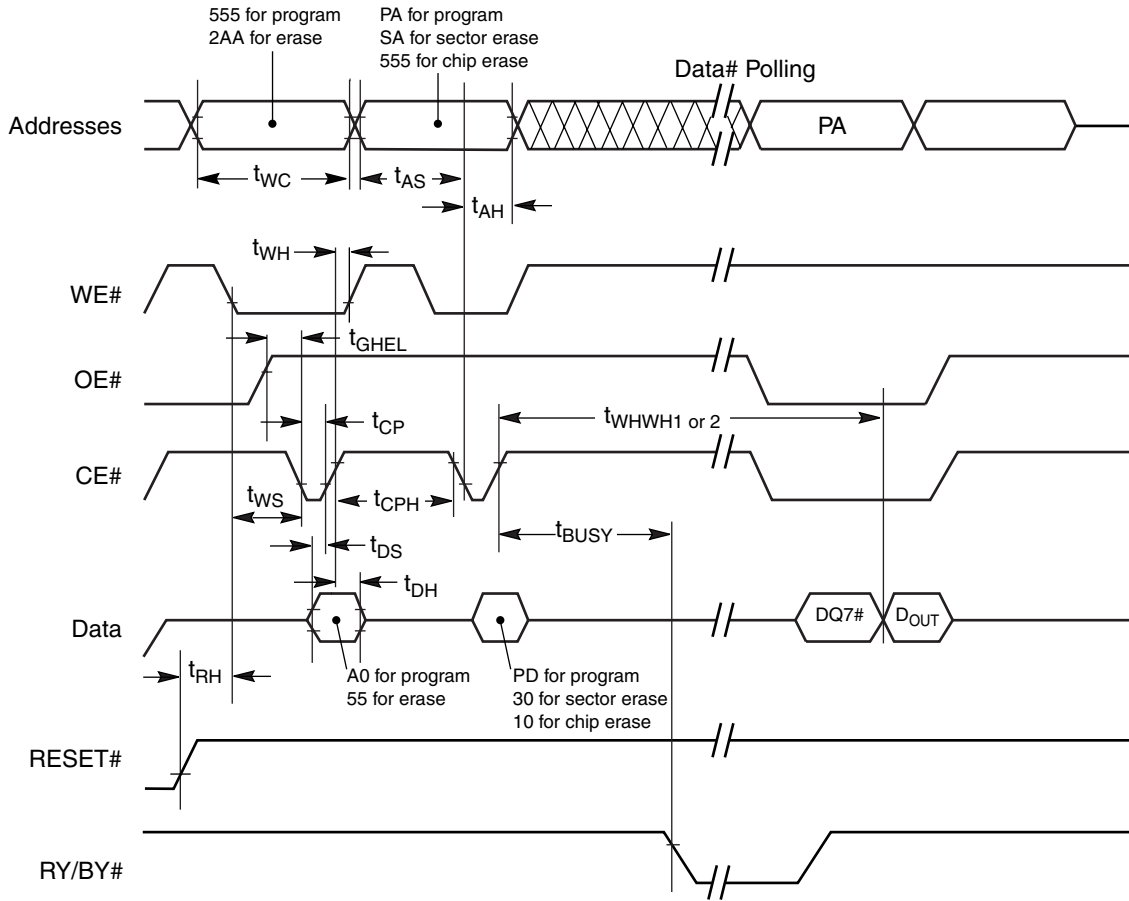 555 for program
2AA for erase
PA for program
SA for sector erase
555 for chip erase
Data# Polling
Addresses
PA
tWC
tAS
tAH
tWH
WE#
tGHEL
OE#
tWHWH1 or 2
tCP
CE#
tWS
tCPH
tBUSY
tDS
tDH
Data
DQ7#
DOUT
tRH
A0 for program
55 for erase
PD for program
30 for sector erase
10 for chip erase
RESET#
RY/BY#